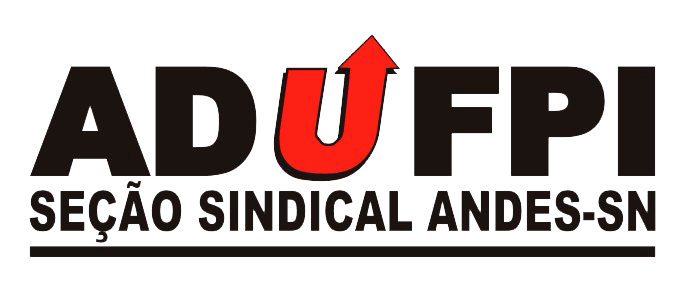 ADUFPI
SEÇÃO SINDICAL ANDES-SN